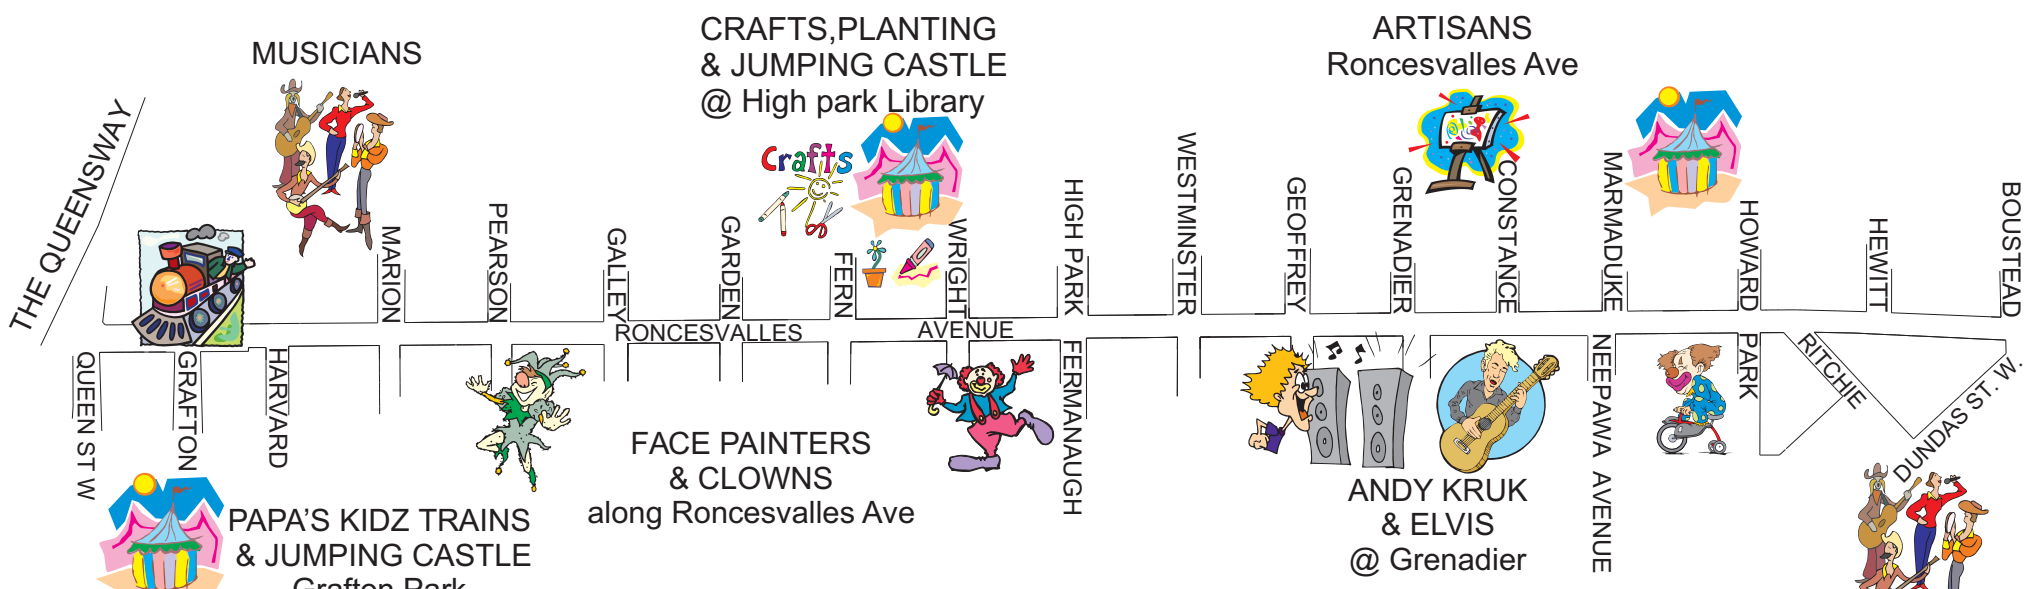 MUSICIANS
CRAFTS,PLANTING
& JUMPING CASTLE
@ High park Library
ARTISANS
Roncesvalles Ave
Crafts
THE QUEENSWAY
MARION
PEARSON
GALLEY
GARDEN
FERN
WRIGHT
HIGH PARK
WESTMINSTER
GEOFFREY
GRENADIER
CONSTANCE
MARMADUKE
HOWARD
HEWITT
BOUSTEAD
RONCESVALLES
AVENUE
QUEEN ST W
GRAFTON
HARVARD
FERMANAUGH
NEEPAWA AVENUE
PARK
RITCHIE
DUNDAS ST. W.
FACE PAINTERS
& CLOWNS
along Roncesvalles Ave
ANDY KRUK
& ELVIS
@ Grenadier
PAPA'S KIDZ TRAINS
& JUMPING CASTLE
Grafton Park